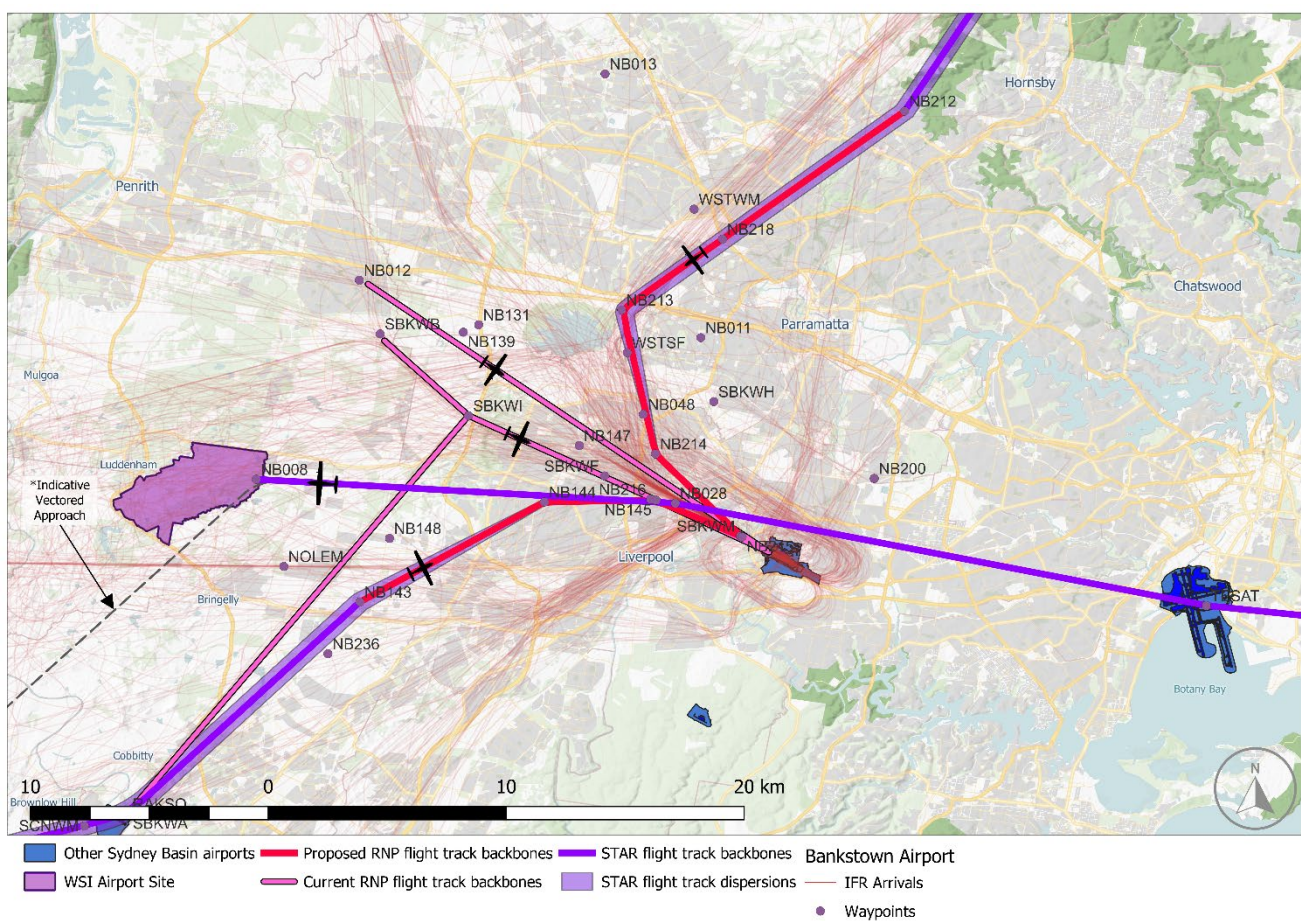 NB013
Hornsby
NB212
Penrith
WSTWM
NB218
NB012
Chatswood
NB213
NB131
Parramatta
SBKWB
NB139
NB011
WSTSF
Mulgoa
SBKWI
NB048
SBKWH
NB147
NB214
Luddenham
NB008
SBKWF
NB200
*Indicative
Vectored
Approach
NB216
NB144
NB028
NB145
SBKWM
NB148
Liverpool
NOLEM
NB143
Bringelly
TESAT
NB236
Botany Bay
N
Cobbitty
10 0 10 20 km
Brownlow Hill
RAKSO
SCNWM
SBKWA
Other Sydney Basin airports
Proposed RNP flight track backbones
STAR flight track backbones
Bankstown Airport
WSI Airport Site
Current RNP flight track backbones
STAR flight track dispersions
IFR Arrivals
Waypoints